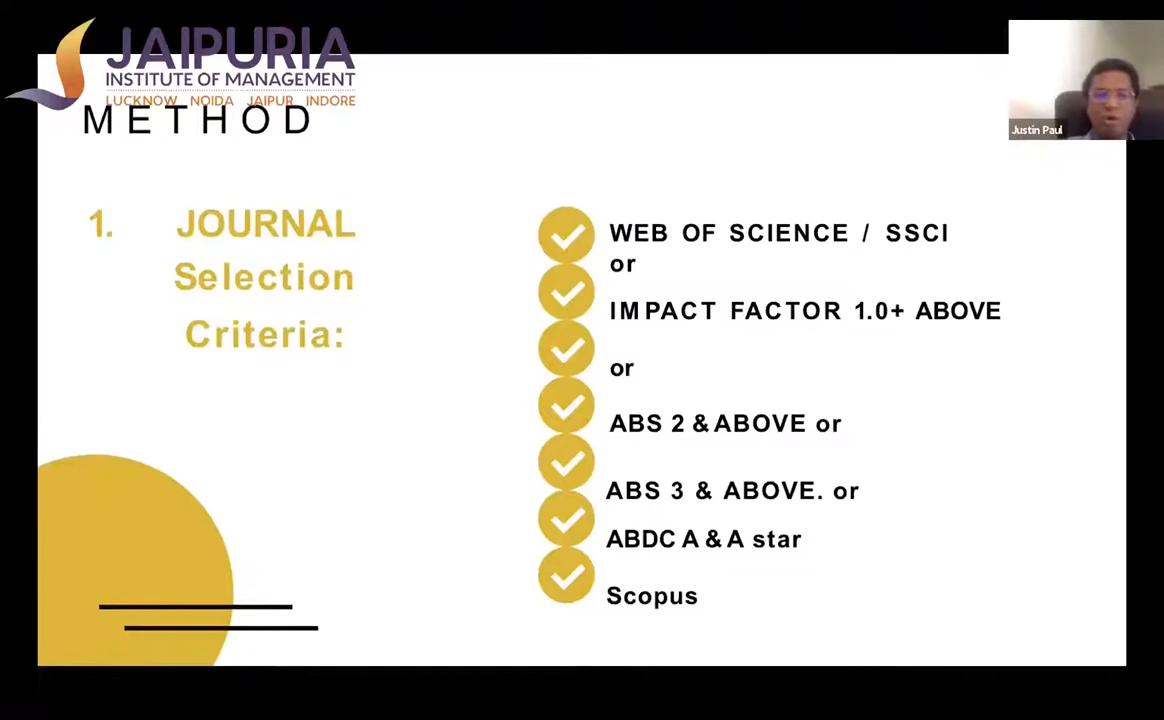 JAIPURIA
INSTITUTE OF MANAGEMENT
LUCKNOW NOIDA JAIPUR INDORE
METHOD
Justin Paul
1. JOURNAL
Selection
Criteria:
WEB OF SCIENCE / SSCI
or
IMPACT FACTOR 1.0+ ABOVE
or
ABS 2 & ABOVE or
ABS 3 & ABOVE. or
ABDC A & A star
Scopus